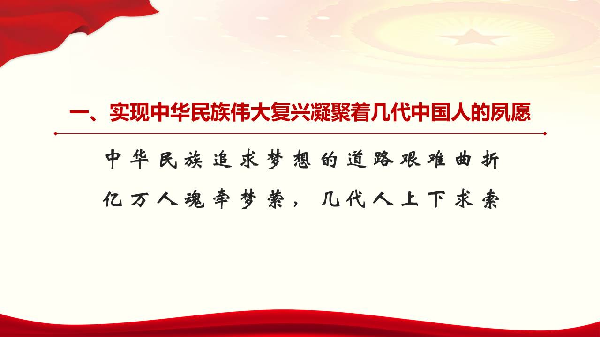 一、实现中华民族伟大复兴凝聚着几代中国人的夙愿
中华民族追求梦想的道路艰难曲折
亿万人魂牵梦萦，几代人上下求索